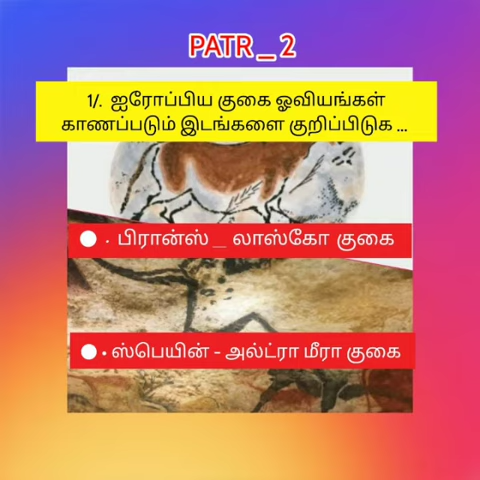 PATR _ 2
1/. ஐரோப்பிய குகை ஓவியங்கள்
காணப்படும் இடங்களை குறிப்பிடுக ...
● · பிரான்ஸ் _ லாஸ்கோ குகை
● • ஸ்பெயின் - அல்ட்ரா மீரா குகை